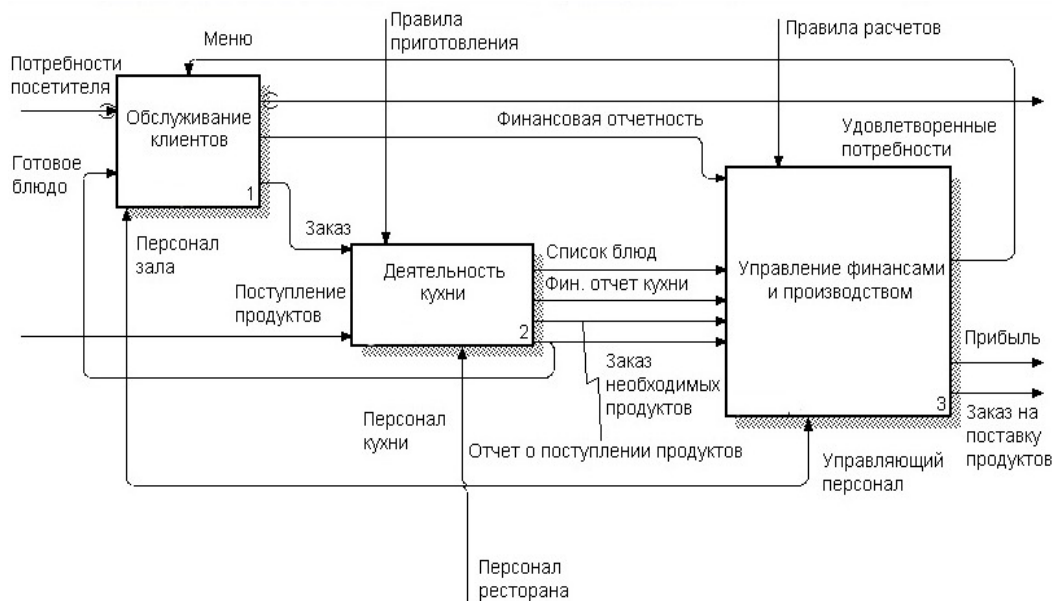 Правила
приготовления
Правила расчетов
Меню
Потребности
посетителя
Обслуживание
клиентов
1
Финансовая отчетность
Удовлетворенные
потребности
Готовое
блюдо
Персонал
зала
Заказ
Деятельность
кухни
2
Список блюд
Фин. отчет кухни
Управление финансами
и производством
3
Поступление
продуктов
Заказ
необходимых
продуктов
Прибыль
Персонал
кухни
Отчет о поступлении продуктов
Заказ на
поставку
продуктов
Управляющий
персонал
Персонал
ресторана